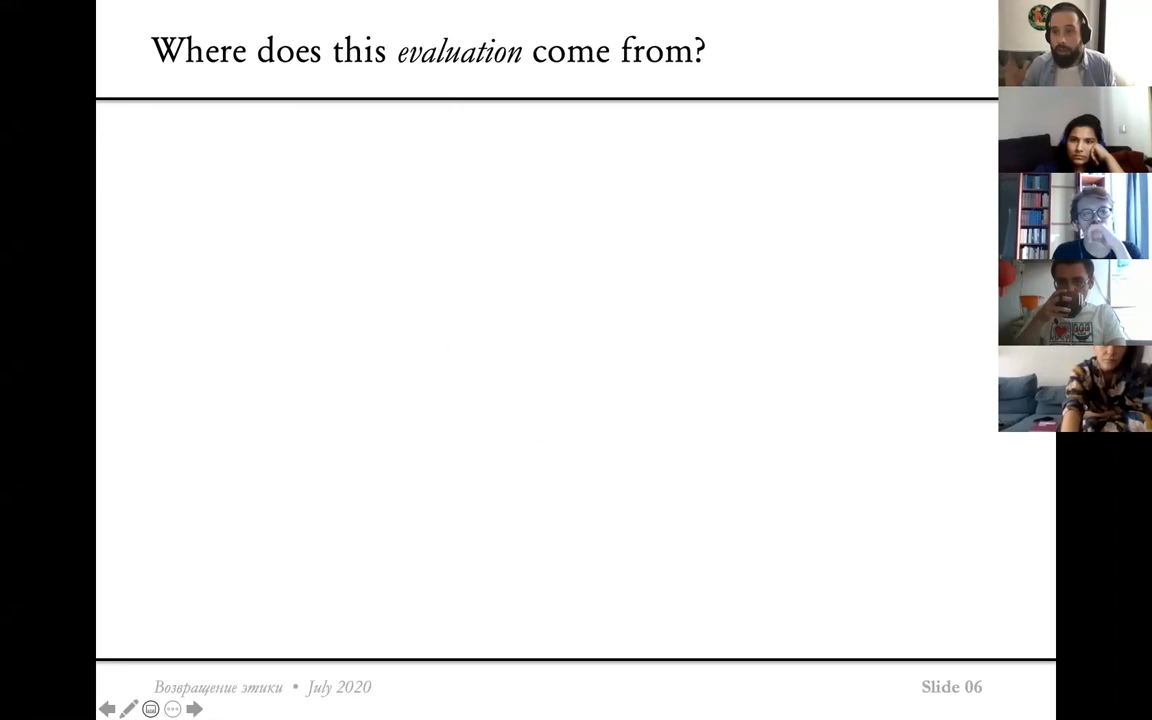 Where does this evaluation come from?
Возвращение этики • July 2020
Slide 06